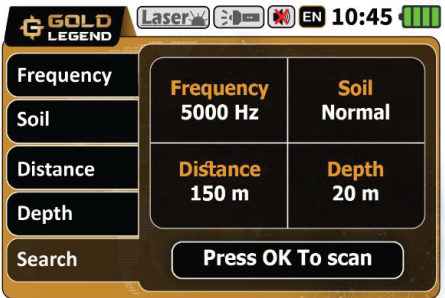 GOLD LEGEND
Laser
EN
10:45
Frequency
Soil
Distance
Depth
Search
Frequency
5000 Hz
Soil
Normal
Distance
150 m
Depth
20 m
Press OK To scan